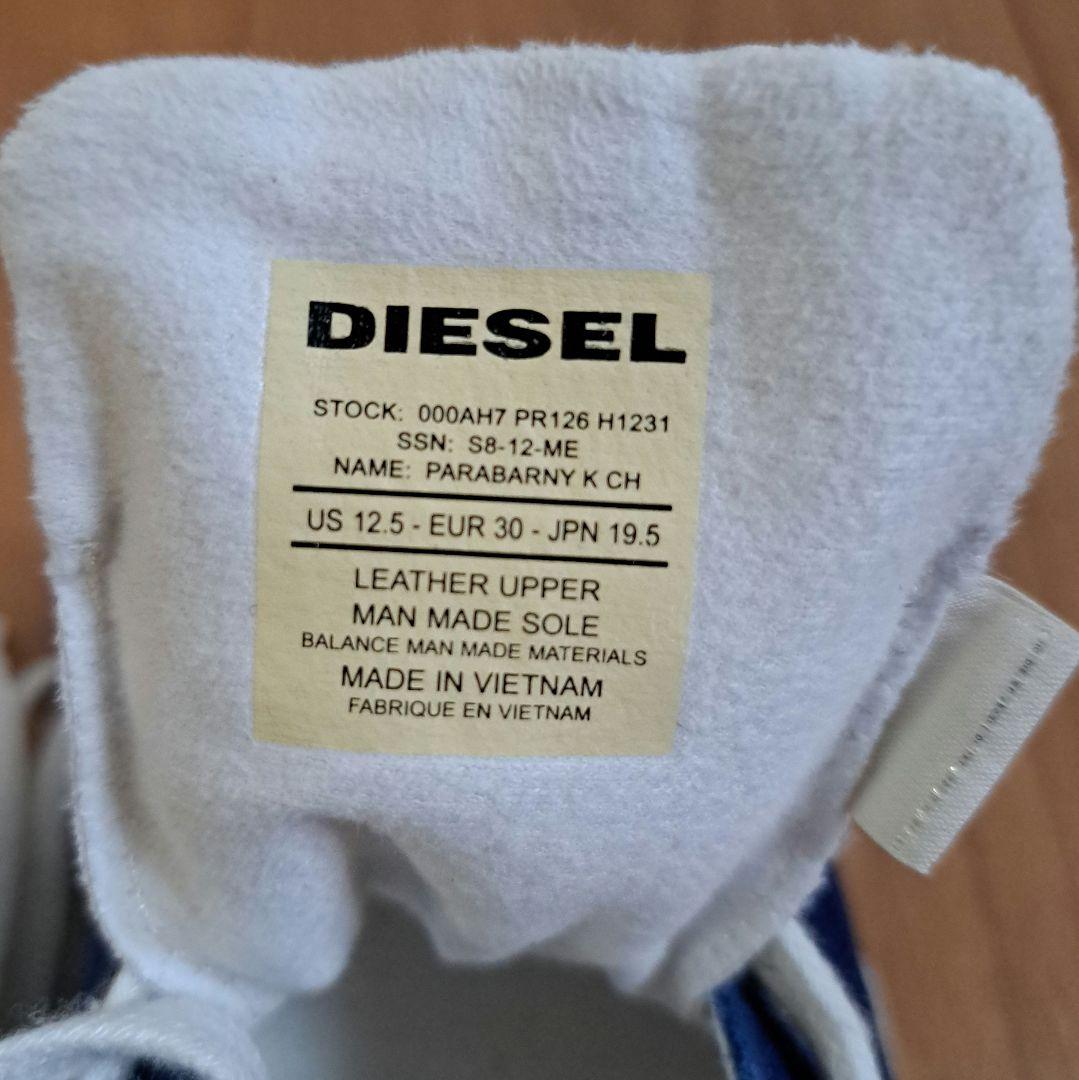 DIESEL
STOCK: 000AH7 PR126 H1231
SSN: S8-12-ME
NAME: PARABARNY K CH
US 12.5 - EUR 30 - JPN 19.5
LEATHER UPPER
MAN MADE SOLE
BALANCE MAN MADE MATERIALS
MADE IN VIETNAM
FABRIQUE EN VIETNAM